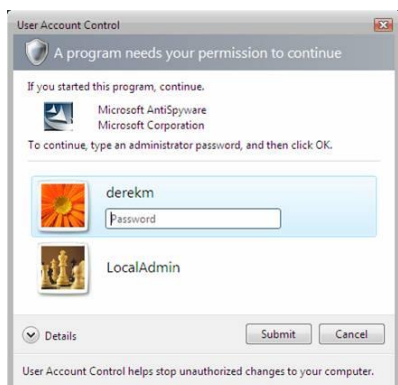 User Account Control
A program needs your permission to continue
If you started this program, continue.
Microsoft AntiSpyware
Microsoft Corporation
To continue, type an administrator password, and then click OK.
derekm
Password
LocalAdmin
Details
Submit
Cancel
User Account Control helps stop unauthorized changes to your computer.